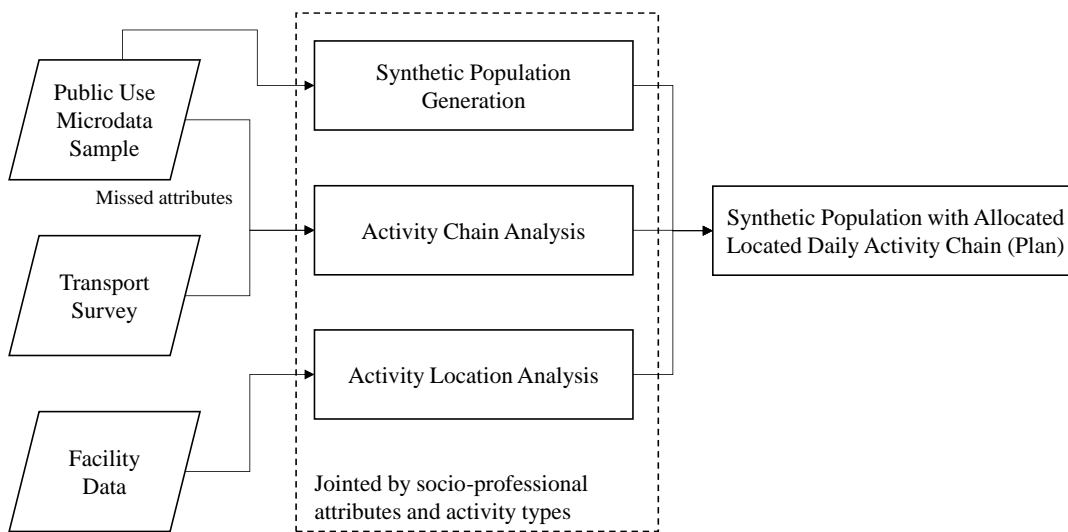 Public Use
Microdata
Sample
Missed attributes
Transport
Survey
Facility
Data
Synthetic Population
Generation
Activity Chain Analysis
Activity Location Analysis
Jointed by socio-professional
attributes and activity types
Synthetic Population with Allocated
Located Daily Activity Chain (Plan)